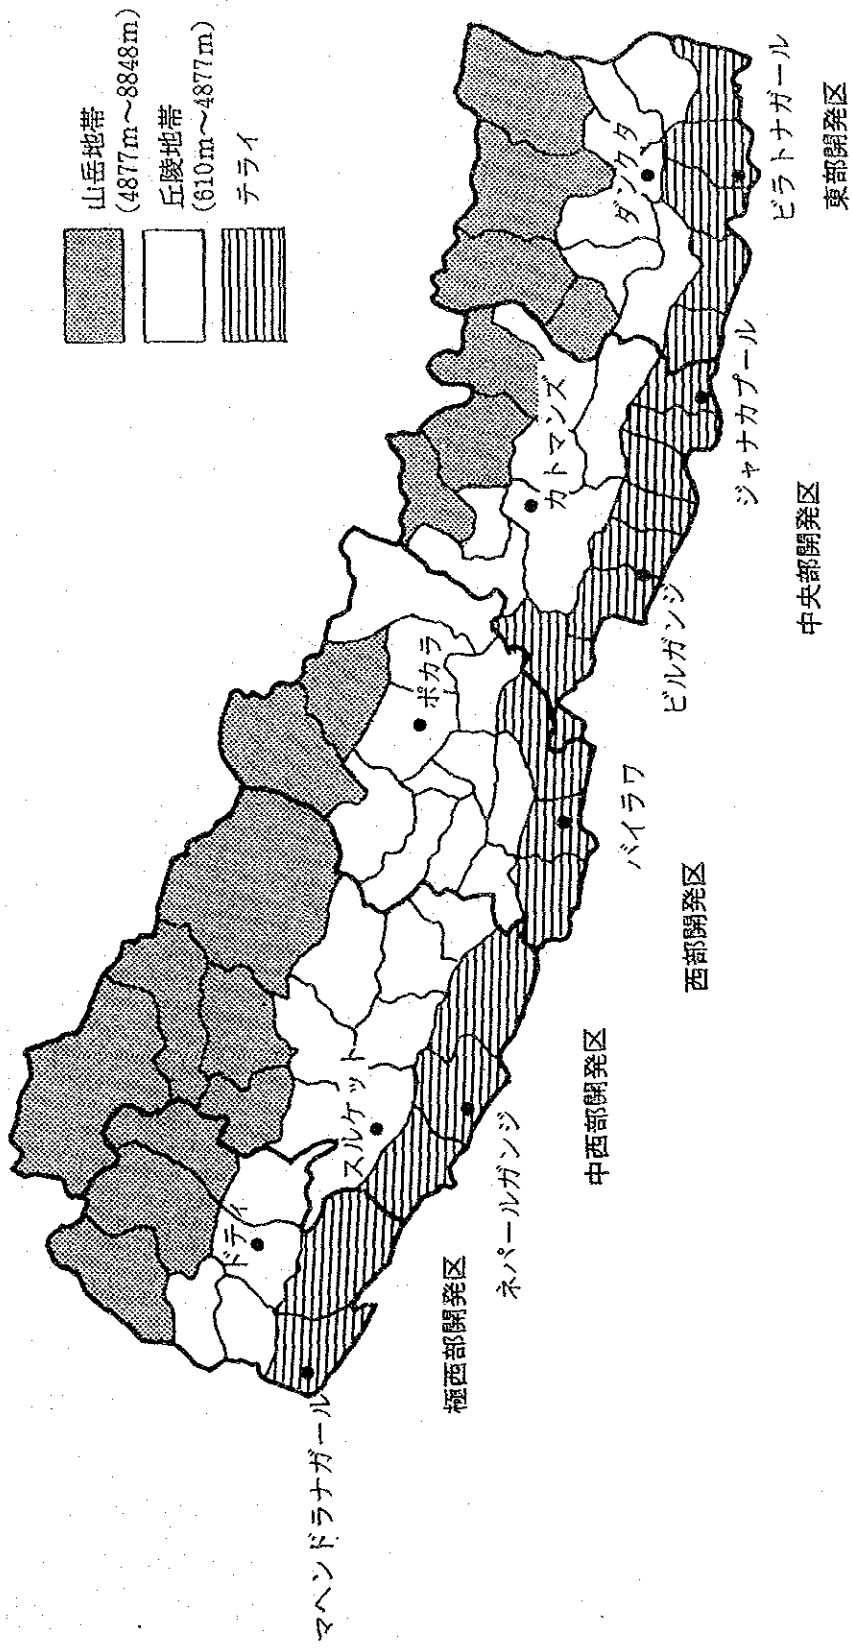 山岳地帯
(4877m～8848m)
丘陵地帯
(610m～4877m)
テライ
ドティ
スルケット
ポカラ
カトマンズ
ダンクタ
マヘンドラナガール
ネパールガンジ
バイラワ
ビルガンジ
ジャナカプール
ビラトナガール
極西部開発区
中西部開発区
西部開発区
中央部開発区
東部開発区